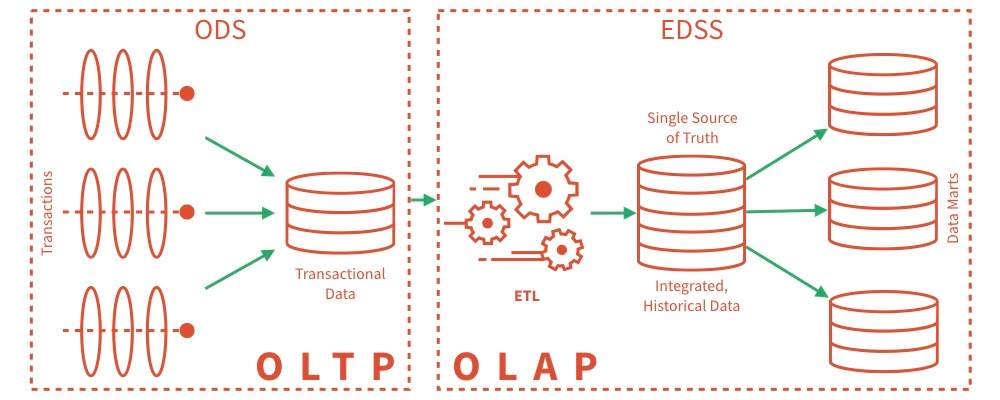 ODS
Transactions
Transactional
Data
OLTP
EDSS
ETL
Single Source
of Truth
Integrated,
Historical Data
Data Marts
OLAP